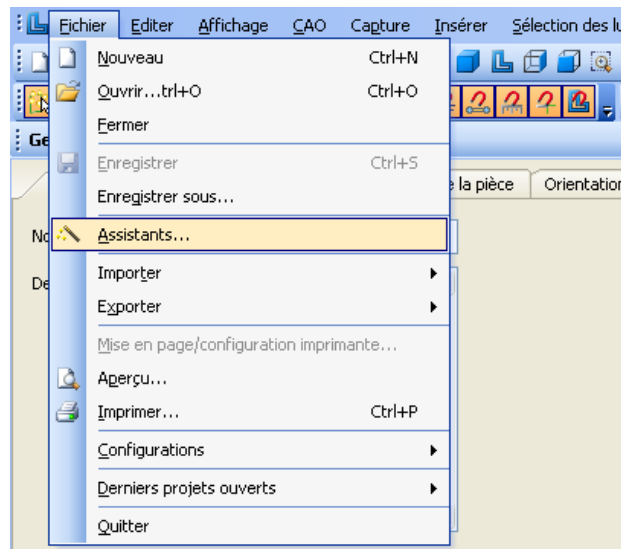 Fichier Editer Affichage CAO Capture Insérer Sélection des lu
Nouveau Ctrl+N
Ouvrir...trl+O Ctrl+O
Fermer
Ge
Enregistrer Ctrl+S
la pièce Orientation
Enregistrer sous...
No
Assistants...
De
Importer
Exporter
Mise en page/configuration imprimante...
Aperçu...
Imprimer... Ctrl+P
Configurations
Derniers projets ouverts
Quitter